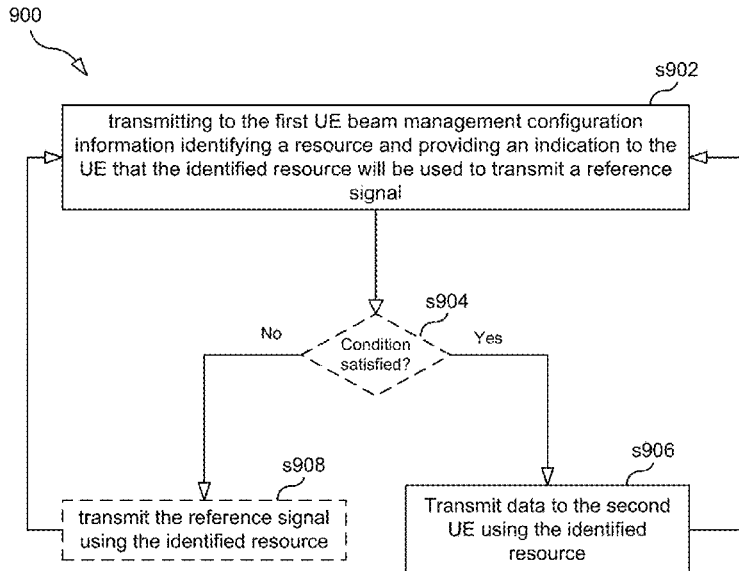 900
s902
transmitting to the first UE beam management configuration
information identifying a resource and providing an indication to the
UE that the identified resource will be used to transmit a reference
signal
s904
No
Condition
satisfied?
Yes
s908
transmit the reference signal
using the identified resource
s906
Transmit data to the second
UE using the identified
resource